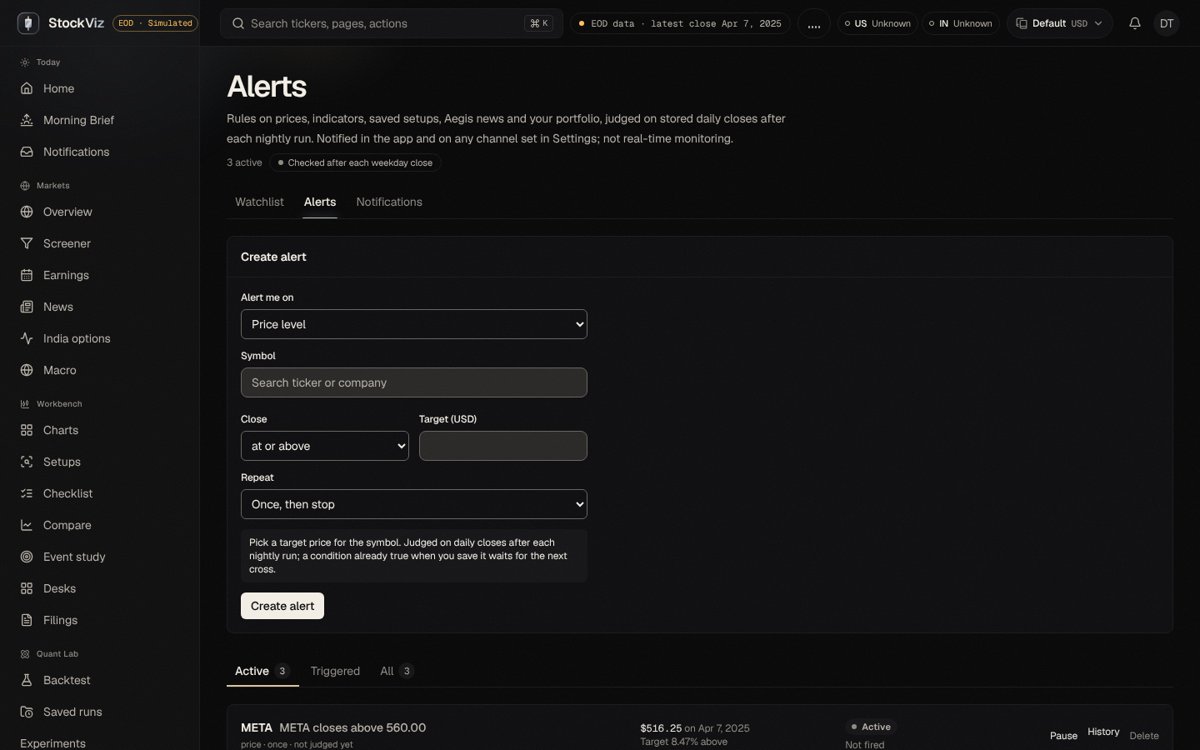 StockViz
EOD · Simulated
Search tickers, pages, actions
⌘ K
EOD data · latest close Apr 7, 2025
....
US Unknown
IN Unknown
Default USD
DT
Today
Home
Morning Brief
Notifications
Markets
Overview
Screener
Earnings
News
India options
Macro
Workbench
Charts
Setups
Checklist
Compare
Event study
Desks
Filings
Quant Lab
Backtest
Saved runs
Experiments
Alerts
Rules on prices, indicators, saved setups, Aegis news and your portfolio, judged on stored daily closes after
each nightly run. Notified in the app and on any channel set in Settings; not real-time monitoring.
3 active
Checked after each weekday close
Watchlist
Alerts
Notifications
Create alert
Alert me on
Price level
Symbol
Search ticker or company
Close
Target (USD)
at or above
Repeat
Once, then stop
Pick a target price for the symbol. Judged on daily closes after each
nightly run; a condition already true when you save it waits for the next
cross.
Create alert
Active 3
Triggered
All 3
META META closes above 560.00
price · once · not judged yet
$516.25 on Apr 7, 2025
Target 8.47% above
Active
Not fired
Pause
History
Delete